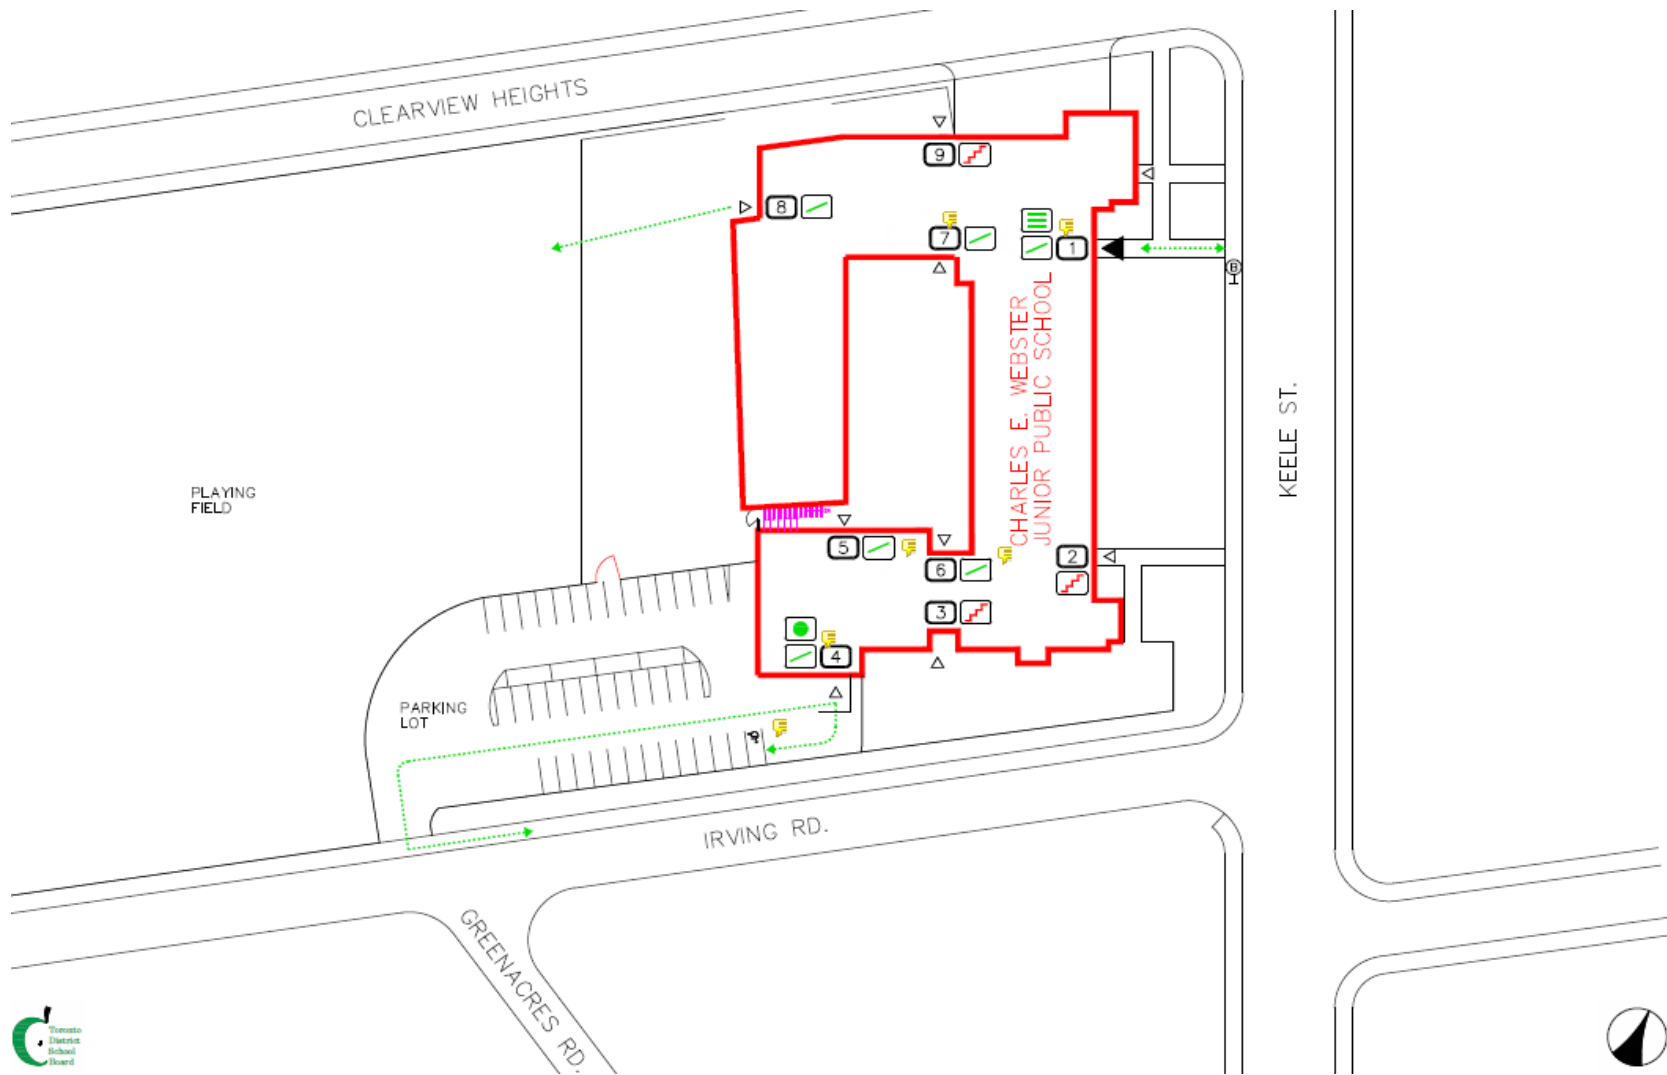 CLEARVIEW HEIGHTS
9
8
7
1
B
CHARLES E. WEBSTER
JUNIOR PUBLIC SCHOOL
KEELE ST.
PLAYING
FIELD
5
6
2
3
4
PARKING
LOT
IRVING RD.
GREENACRES RD.
Toronto
District
School
Board